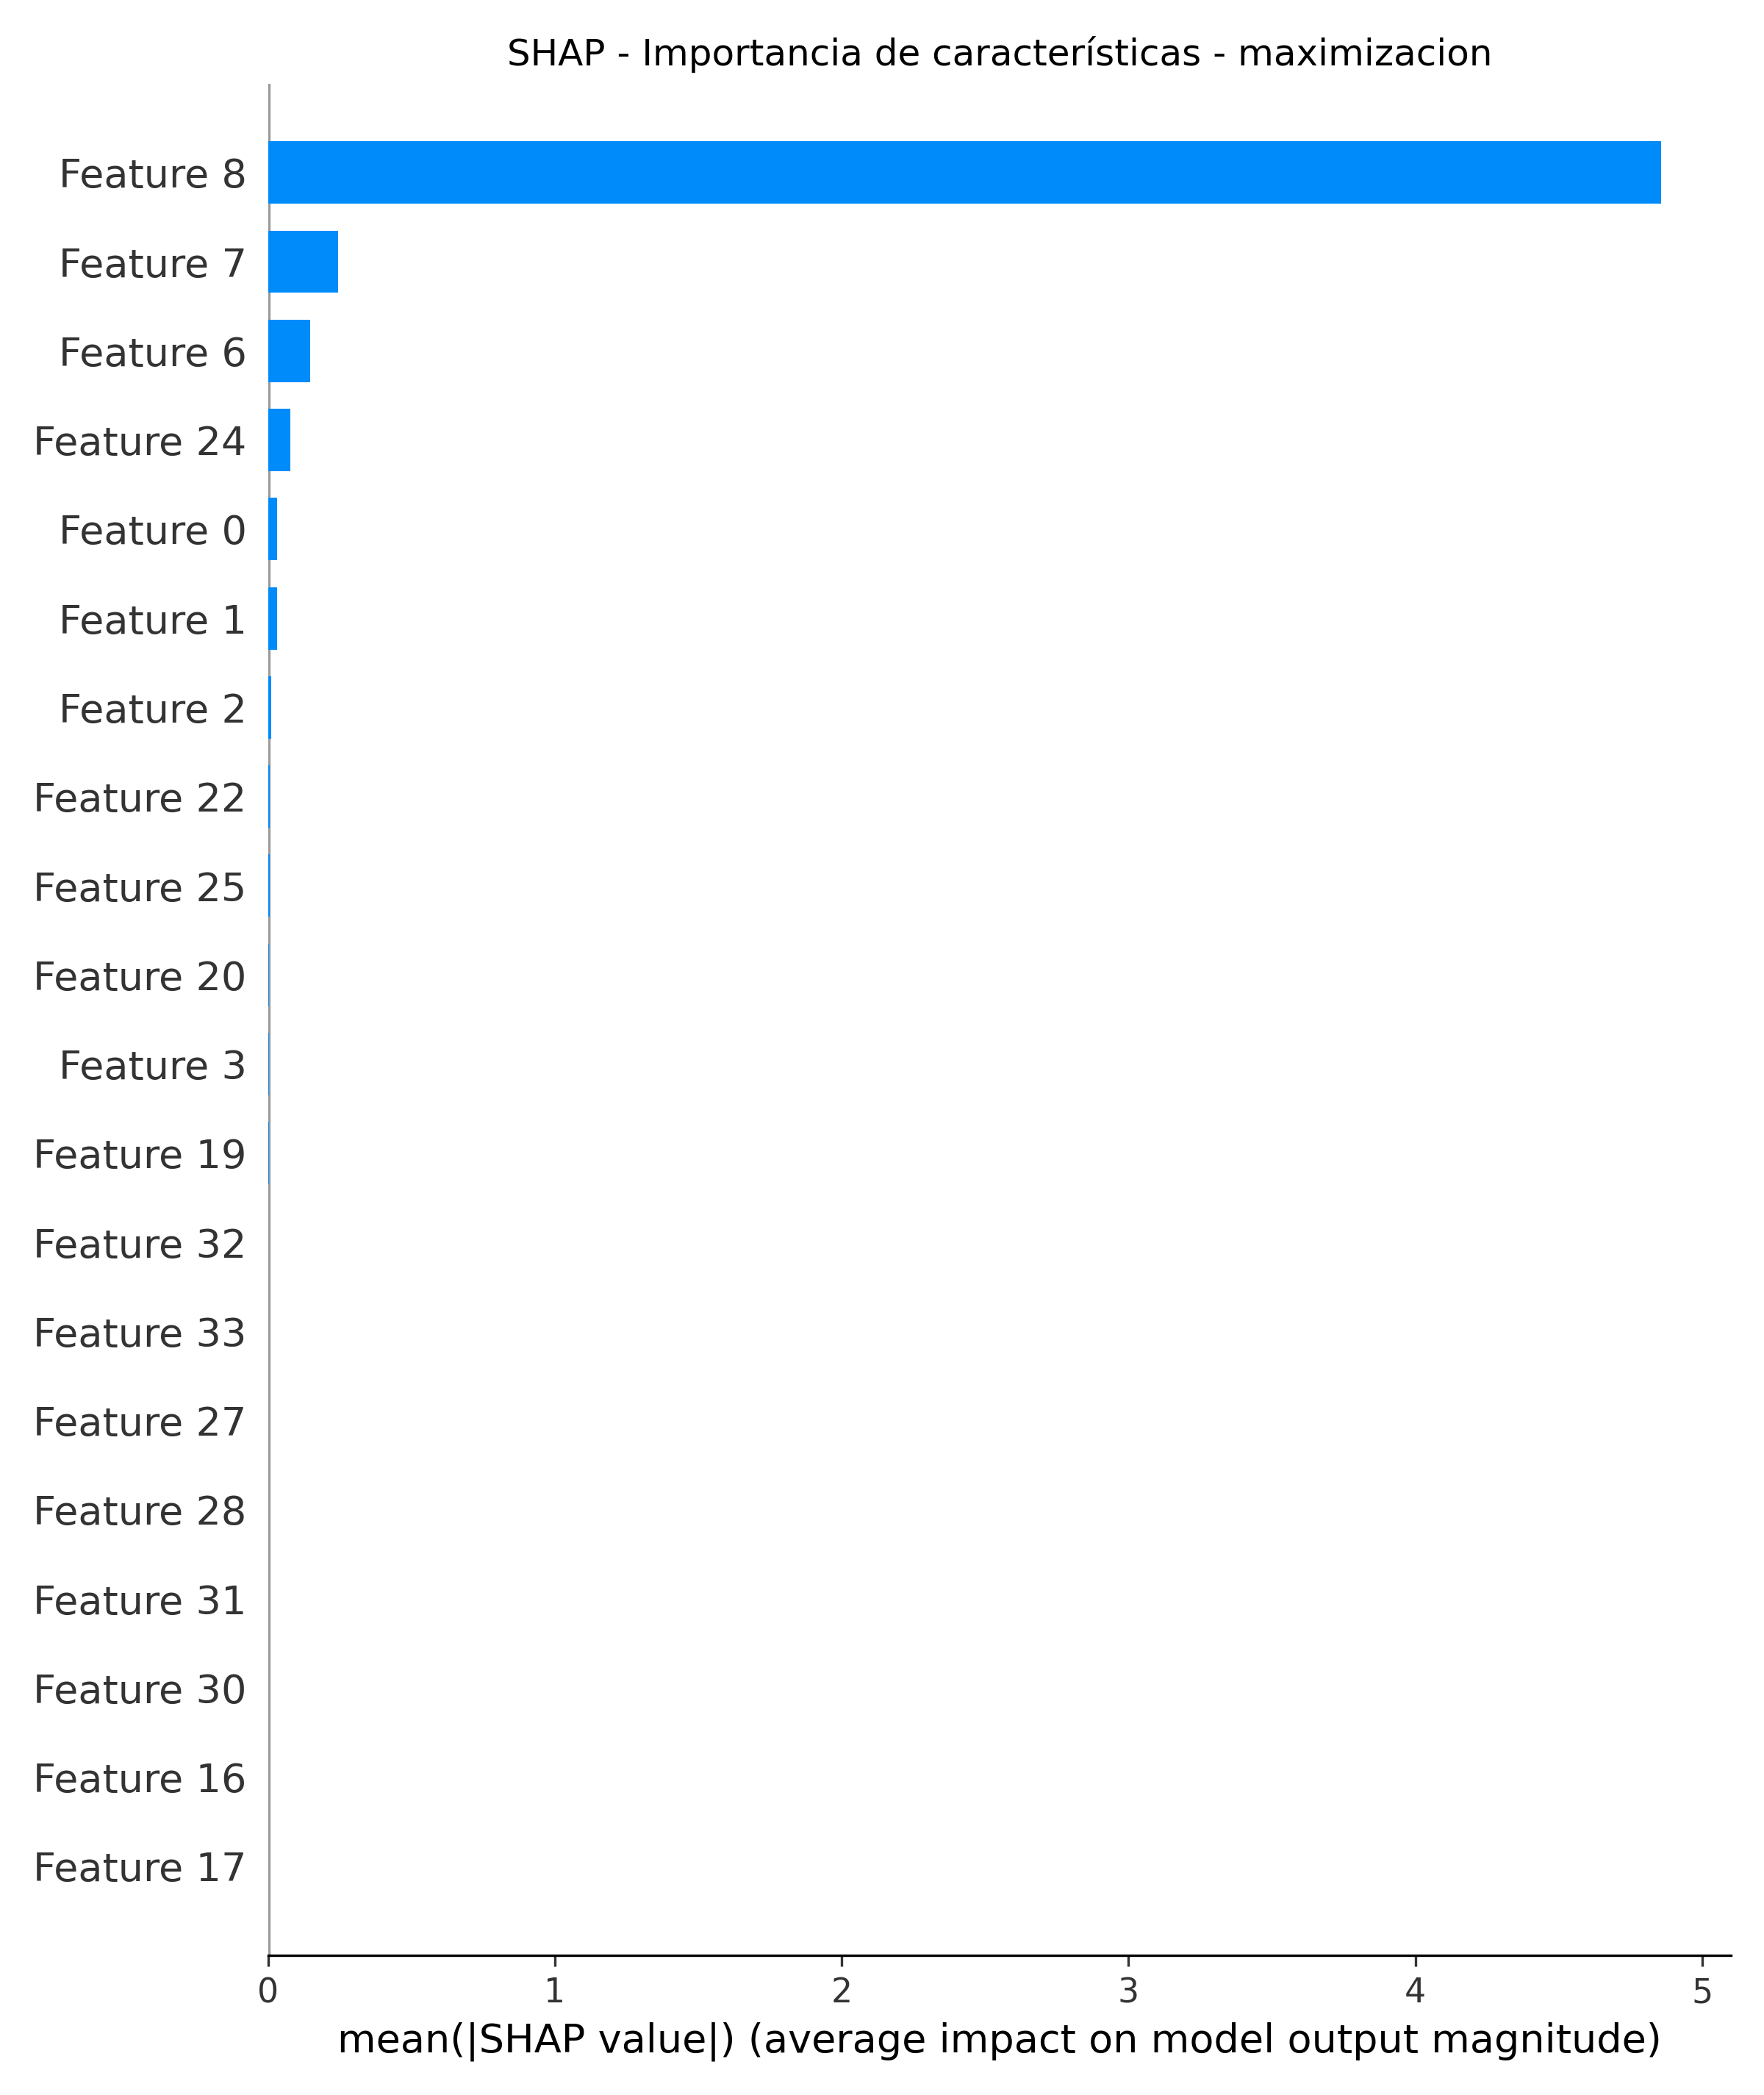 SHAP - Importancia de características - maximizacion
Feature 8
Feature 7
Feature 6
Feature 24
Feature 0
Feature 1
Feature 2
Feature 22
Feature 25
Feature 20
Feature 3
Feature 19
Feature 32
Feature 33
Feature 27
Feature 28
Feature 31
Feature 30
Feature 16
Feature 17
0 1 2 3 4 5
mean(|SHAP value|) (average impact on model output magnitude)